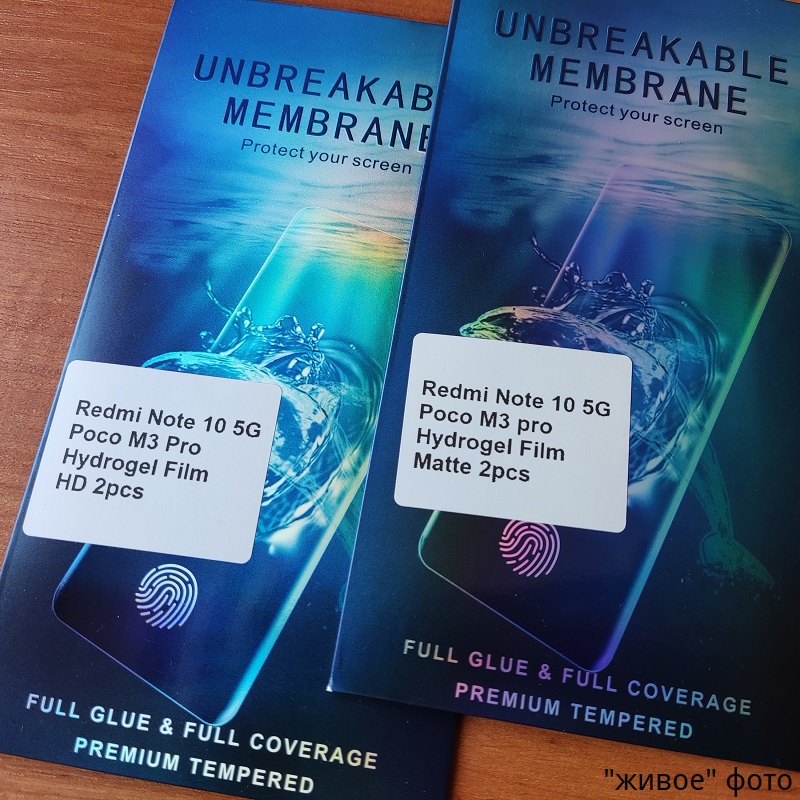 UNBREAKAB
MEMBRANE
Protect your screen
Redmi Note 10 5G
Poco M3 Pro
Hydrogel Film
HD 2pcs
FULL GLUE & FULL COVERAGE
PREMIUM TEMPERED
UNBREAKABLE
MEMBRANE
Protect your screen
Redmi Note 10 5G
Poco M3 pro
Hydrogel Film
Matte 2pcs
FULL GLUE & FULL COVERAGE
PREMIUM TEMPERED
"живое" фото